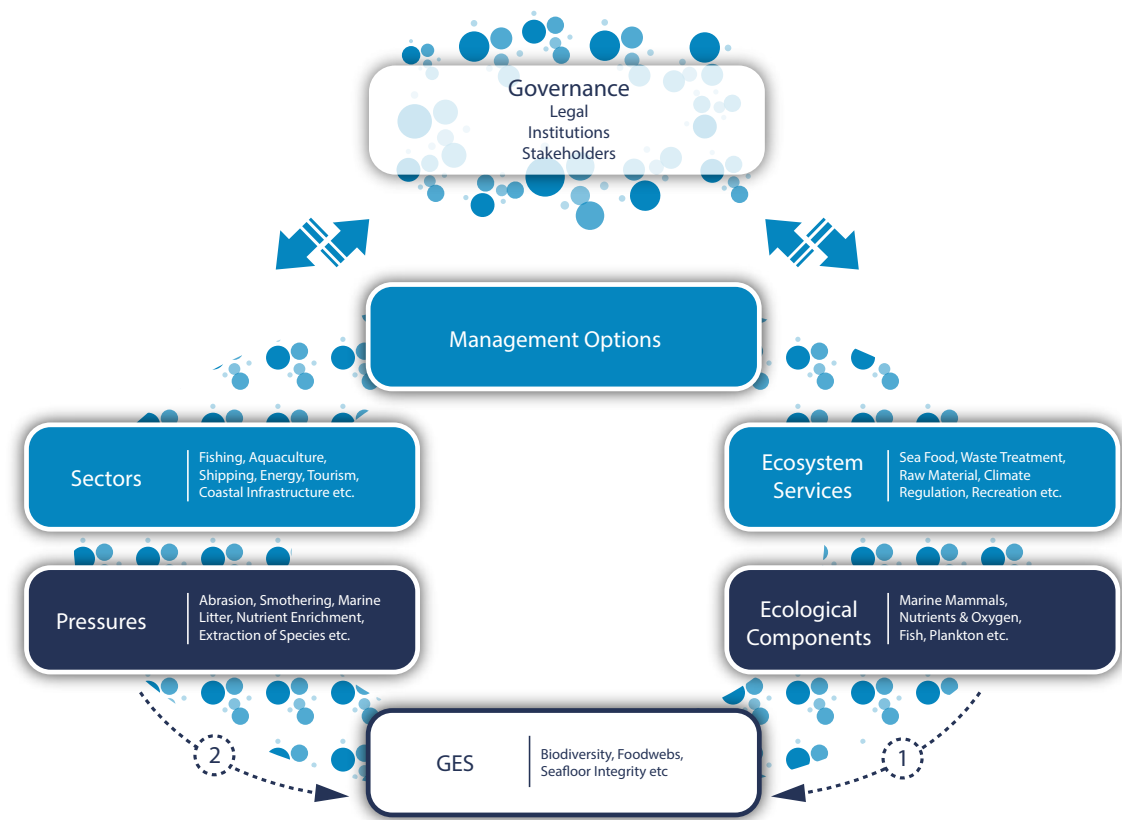 Governance
Legal
Institutions
Stakeholders
Management Options
Sectors
Fishing, Aquaculture,
Shipping, Energy, Tourism,
Coastal Infrastructure etc.
Ecosystem
Services
Sea Food, Waste Treatment,
Raw Material, Climate
Regulation, Recreation etc.
Pressures
Abrasion, Smothering, Marine
Litter, Nutrient Enrichment,
Extraction of Species etc.
Ecological
Components
Marine Mammals,
Nutrients & Oxygen,
Fish, Plankton etc.
2
GES
Biodiversity, Foodwebs,
Seafloor Integrity etc
1